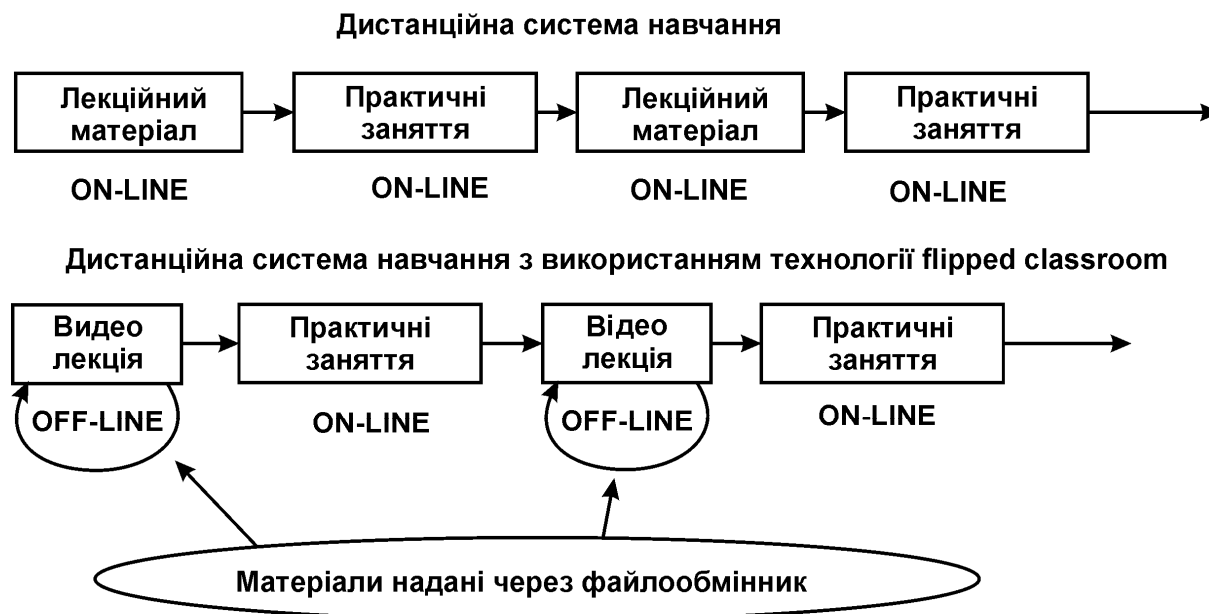 Дистанційна система навчання
Лекційний
матеріал
Практичні
заняття
Лекційний
матеріал
Практичні
заняття
ON-LINE
ON-LINE
ON-LINE
ON-LINE
Дистанційна система навчання з використанням технології flipped classroom
Видео
лекція
Практичні
заняття
Відео
лекція
Практичні
заняття
OFF-LINE
ON-LINE
OFF-LINE
ON-LINE
Матеріали надані через файлообмінник